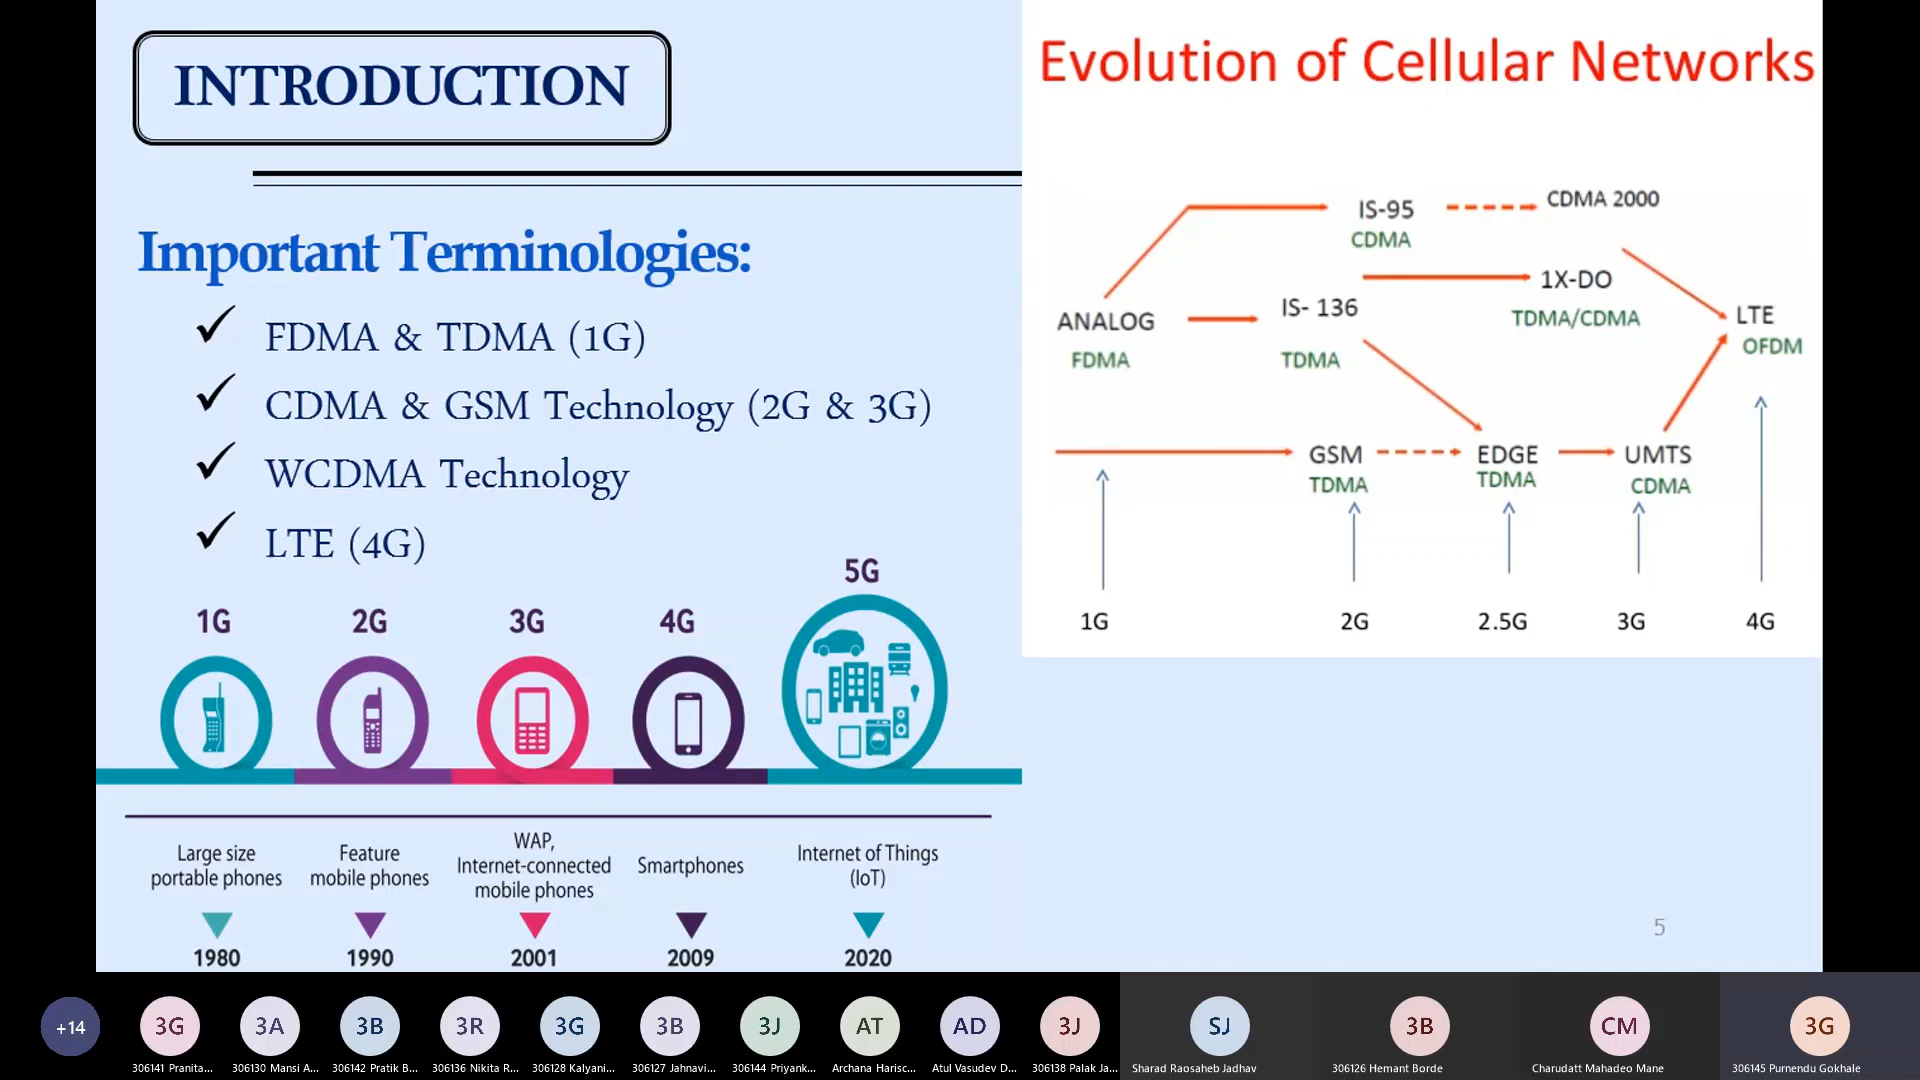 INTRODUCTION
Important Terminologies:
FDMA & TDMA (1G)
CDMA & GSM Technology (2G & 3G)
WCDMA Technology
LTE (4G)
1G
2G
3G
4G
5G
Large size
portable phones
Feature
mobile phones
WAP,
Internet-connected
mobile phones
Smartphones
Internet of Things
(IoT)
1980
1990
2001
2009
2020
Evolution of Cellular Networks
IS-95
CDMA
CDMA 2000
1X-DO
TDMA/CDMA
ANALOG
FDMA
IS- 136
TDMA
LTE
OFDM
GSM
TDMA
EDGE
TDMA
UMTS
CDMA
1G
2G
2.5G
3G
4G
5
+14
3G
3A
3B
3R
3G
3B
3J
AT
AD
3J
SJ
3B
CM
3G
306141 Pranita...
306130 Mansi A...
306142 Pratik B...
306136 Nikita R...
306128 Kalyani...
306127 Jahnavi...
306144 Priyank...
Archana Harisc...
Atul Vasudev D...
306138 Palak Ja...
Sharad Raosaheb Jadhav
306126 Hemant Borde
Charudatt Mahadeo Mane
306145 Purnendu Gokhale